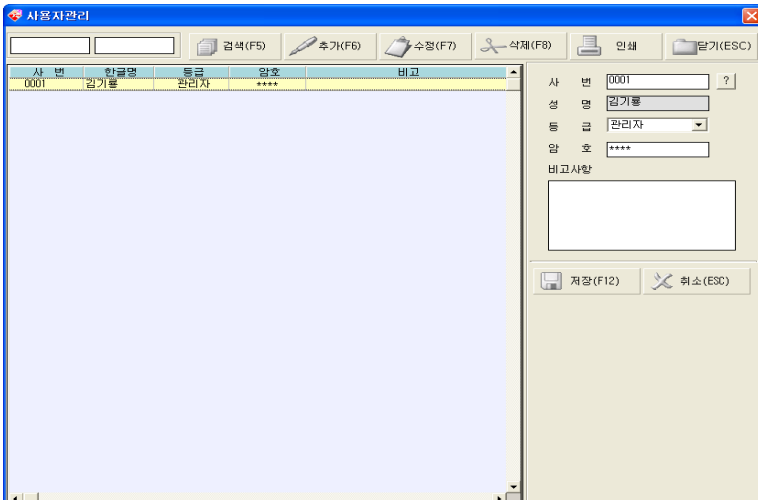 사용자관리
검색(F5) 추가(F6) 수정(F7) 삭제(F8) 인쇄 닫기(ESC)
사 번 한글명 등급 암호 비고
0001 김기룡 관리자 ****
사 번 0001 ?
성 명 김기룡
등 급 관리자
암 호 ****
비고사항
저장(F12) 취소(ESC)